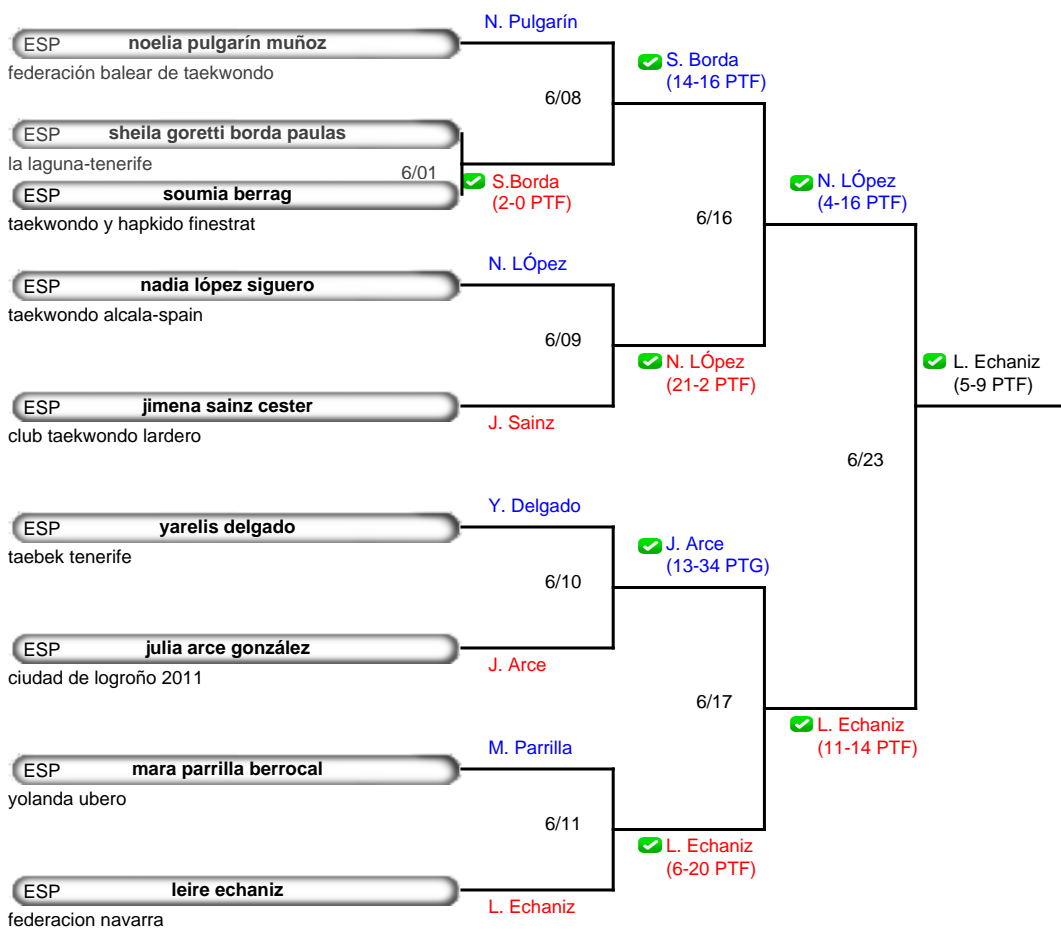 N. Pulgarín
ESP noelia pulgarín muñoz
federación balear de taekwondo
S. Borda
(14-16 PTF)
6/08
ESP sheila goretti borda paulas
la laguna-tenerife
6/01
S.Borda
(2-0 PTF)
ESP soumia berrag
taekwondo y hapkido finestrat
N. LÓpez
(4-16 PTF)
6/16
N. LÓpez
ESP nadia lópez siguero
taekwondo alcala-spain
6/09
N. LÓpez
(21-2 PTF)
L. Echaniz
(5-9 PTF)
ESP jimena sainz cester
J. Sainz
club taekwondo lardero
6/23
Y. Delgado
ESP yarelis delgado
taebek tenerife
J. Arce
(13-34 PTG)
6/10
ESP julia arce gonzález
J. Arce
ciudad de logroño 2011
6/17
L. Echaniz
(11-14 PTF)
M. Parrilla
ESP mara parrilla berrocal
yolanda ubero
6/11
L. Echaniz
(6-20 PTF)
ESP leire echaniz
L. Echaniz
federacion navarra